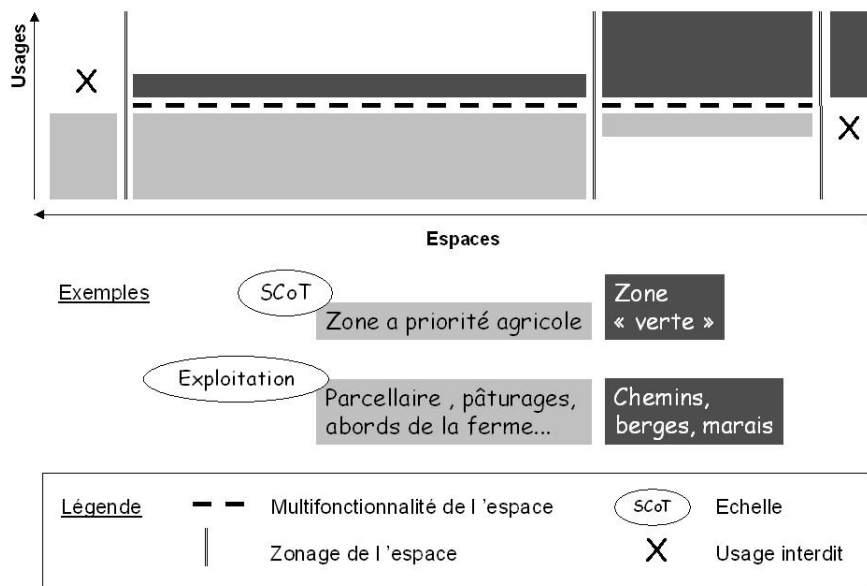 Usages
X
X
Espaces
Exemples
SCoT
Zone a priorité agricole
Zone
« verte »
Exploitation
Parcellaire , pâturages,
abords de la ferme...
Chemins,
berges, marais
Légende
Multifonctionnalité de l 'espace
SCoT
Echelle
Zonage de l 'espace
X
Usage interdit